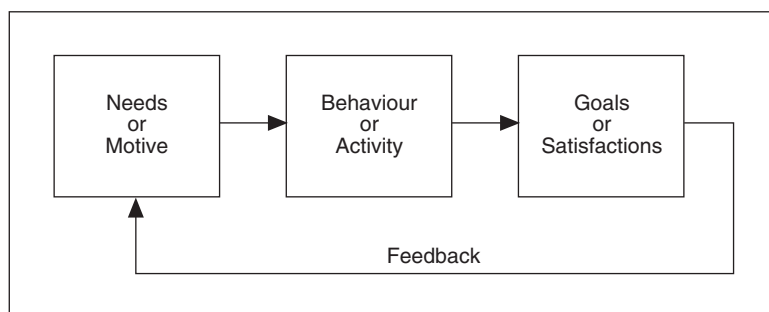 Needs
or
Motive
Behaviour
or
Activity
Goals
or
Satisfactions
Feedback